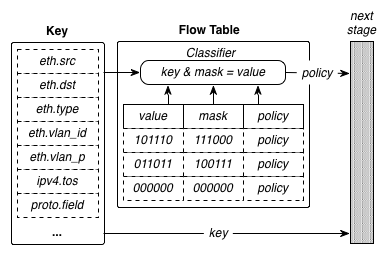 Key
eth.src
eth.dst
eth.type
eth.vlan_id
eth.vlan_p
ipv4.tos
proto.field
...
Flow Table
Classifier
key & mask = value
value mask policy
101110 111000 policy
011011 100111 policy
000000 000000 policy
policy
key
next
stage